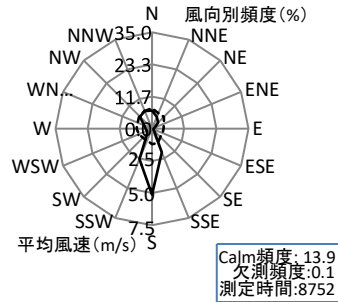 N 風向別頻度(%)
NNW 35.0 NNE
NW 23.3 NE
WN... 11.7 ENE
W 0.0 E
WSW 2.5 ESE
SW 5.0 SE
SSW 7.5 SSE
平均風速(m/s) S
Calm頻度: 13.9
欠測頻度:0.1
測定時間:8752